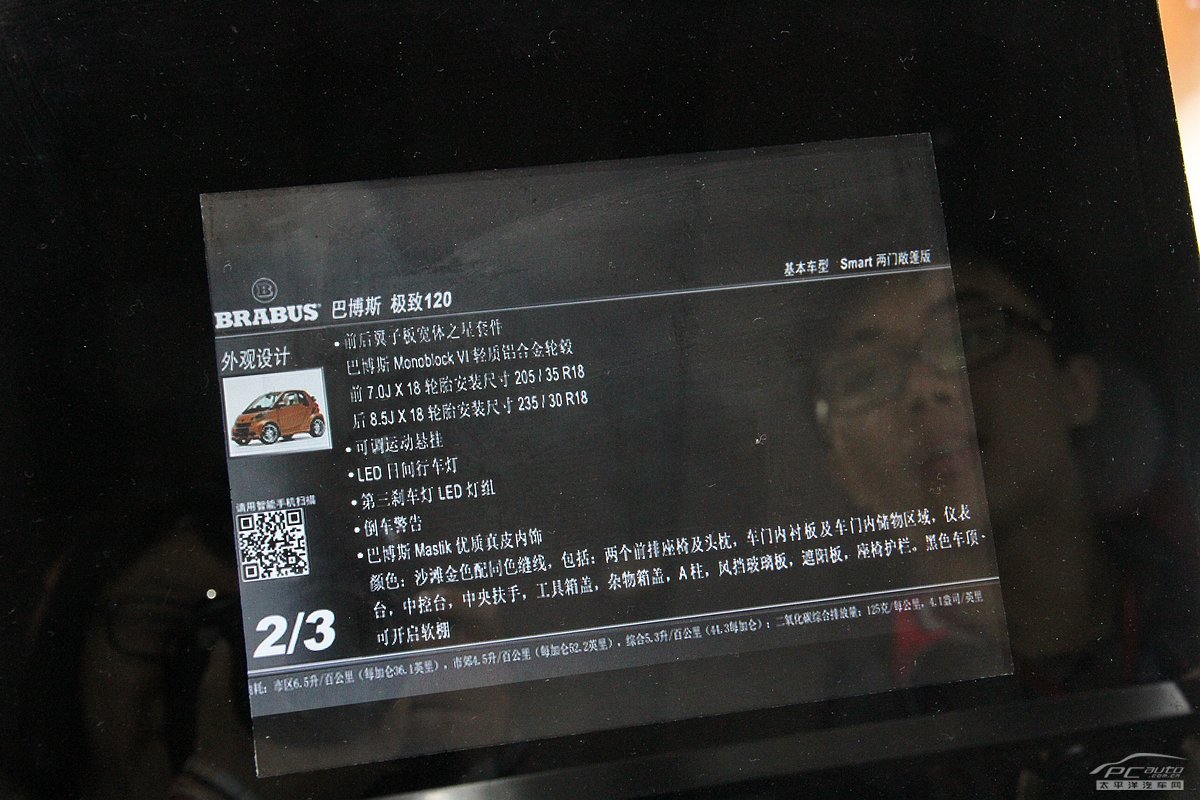 基本车型 Smart 两门敞篷版
B
BRABUS 巴博斯 极致120
外观设计
• 前后翼子板宽体之星套件
巴博斯 Monoblock VI 轻质铝合金轮毂
前 7.0J X 18 轮胎安装尺寸 205 / 35 R18
后 8.5J X 18 轮胎安装尺寸 235 / 30 R18
• 可调运动悬挂
• LED 日间行车灯
• 第三刹车灯 LED 灯组
• 倒车警告
• 巴博斯 Mastik 优质真皮内饰
颜色：沙滩金色配同色缝线，包括：两个前排座椅及头枕，车门内衬板及车门内储物区域，仪表
台，中控台，中央扶手，工具箱盖，杂物箱盖，A 柱，风挡玻璃板，遮阳板，座椅护栏。黑色车顶-
可开启软棚
请用智能手机扫描
2/3
耗：市区6.5升/百公里（每加仑36.1英里），市郊4.5升/百公里（每加仑52.2英里），综合5.3升/百公里（44.3每加仑）；二氧化碳综合排放量：125克/每公里，4.1盎司/英里
PCauto
.com.cn
太平洋汽车网